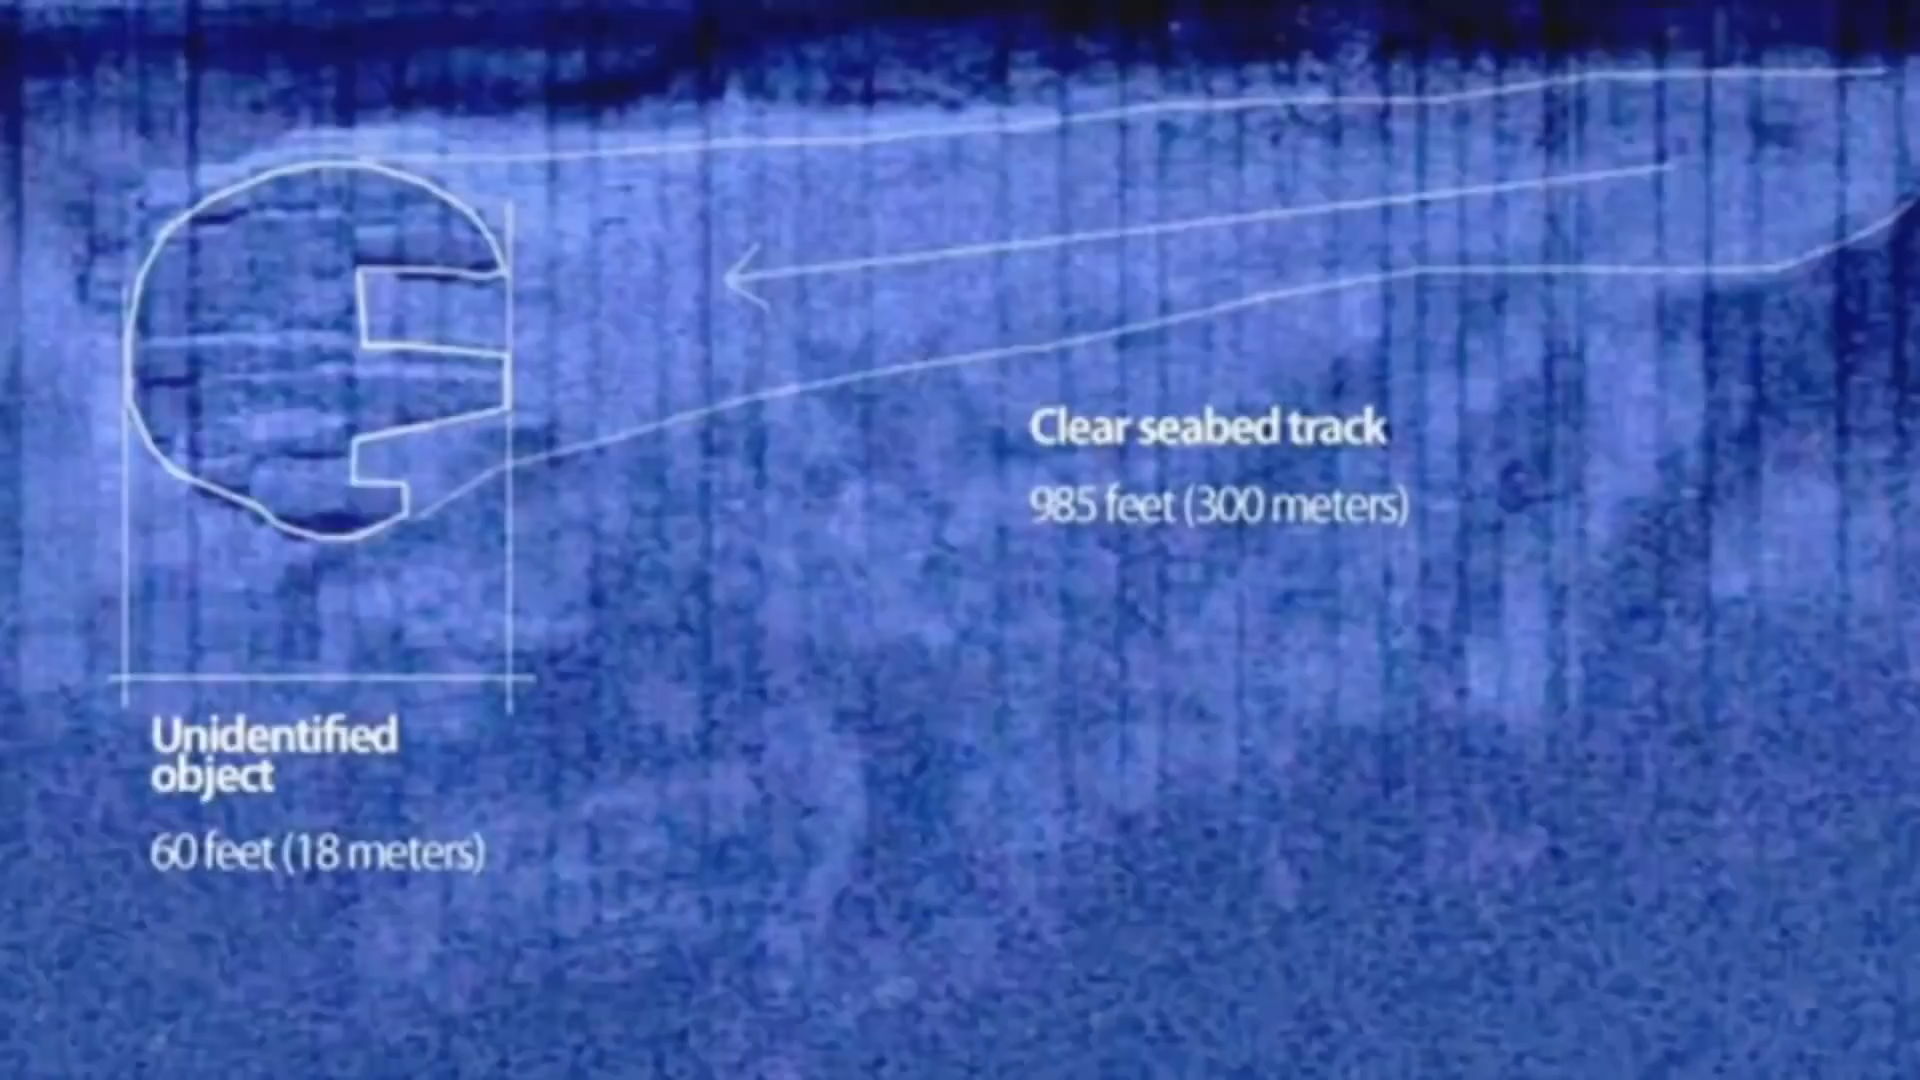 Clear seabed track
985 feet (300 meters)
Unidentified
object
60 feet (18 meters)